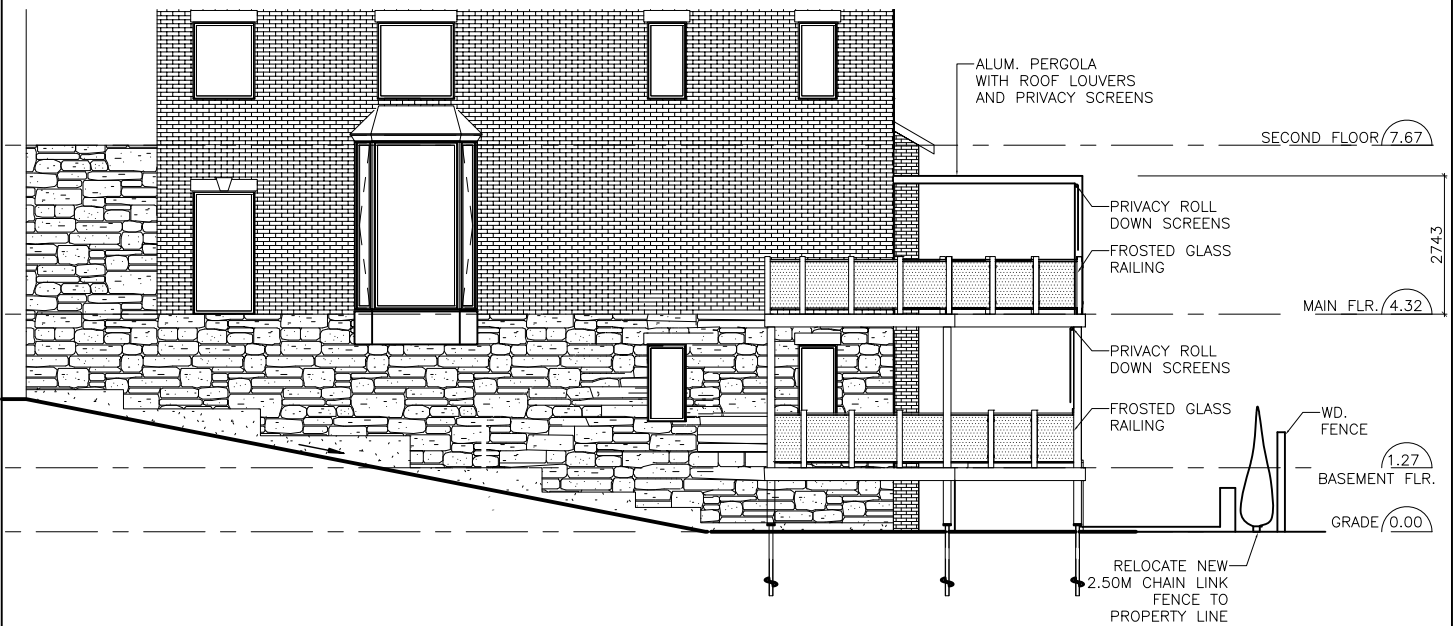 ALUM. PERGOLA
WITH ROOF LOUVERS
AND PRIVACY SCREENS
SECOND FLOOR 7.67
PRIVACY ROLL
DOWN SCREENS
FROSTED GLASS
RAILING
2743
MAIN FLR. 4.32
PRIVACY ROLL
DOWN SCREENS
FROSTED GLASS
RAILING
WD.
FENCE
1.27
BASEMENT FLR.
GRADE 0.00
RELOCATE NEW
2.50M CHAIN LINK
FENCE TO
PROPERTY LINE